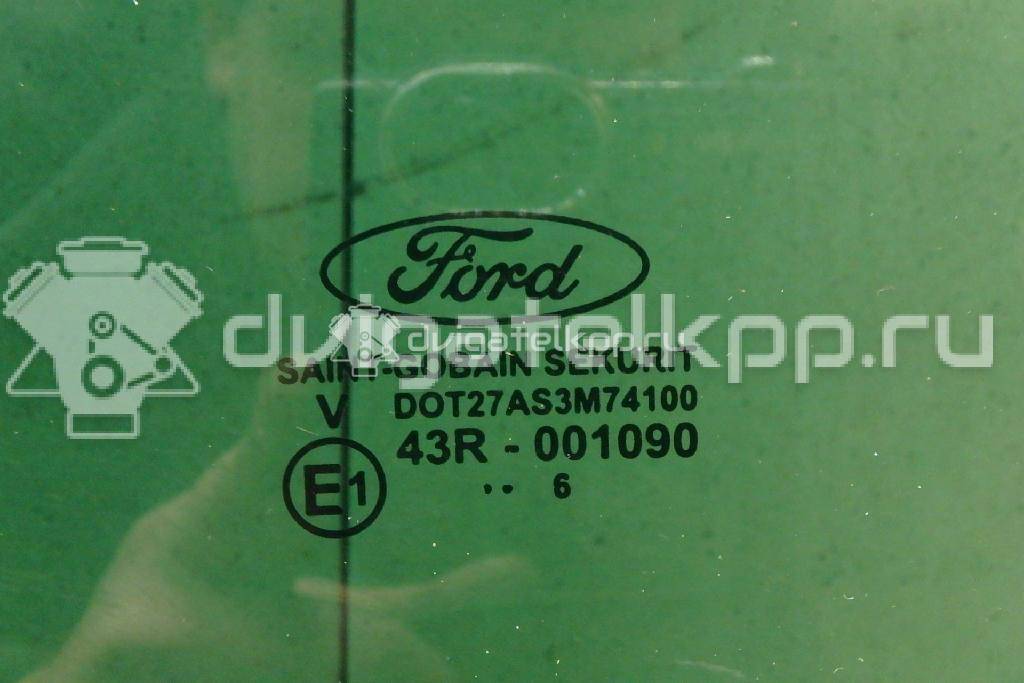 Ford
dvigatelkpp.ru
SAINT-GOBAIN SEKURIT
V DOT27AS3M74100
43R - 001090
E1
.. 6